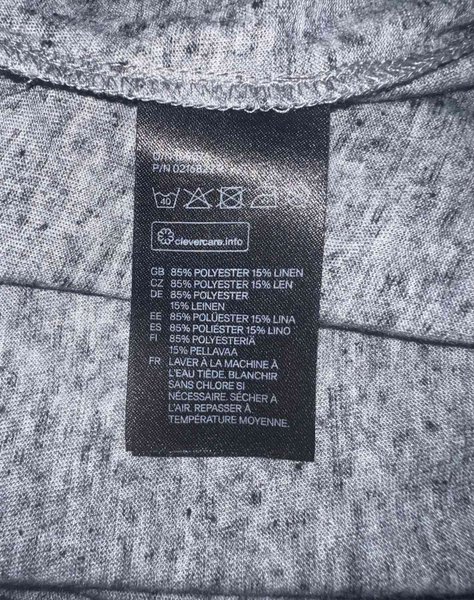 40
clevercare.info
GB 85% POLYESTER 15% LINEN
CZ 85% POLYESTER 15% LEN
DE 85% POLYESTER
15% LEINEN
EE 85% POLÜESTER 15% LINA
ES 85% POLIÉSTER 15% LINO
FI 85% POLYESTERIÄ
15% PELLAVAA
FR LAVER À LA MACHINE À
L'EAU TIÈDE. BLANCHIR
SANS CHLORE SI
NÉCESSAIRE. SÉCHER À
L'AIR. REPASSER À
TEMPÉRATURE MOYENNE.